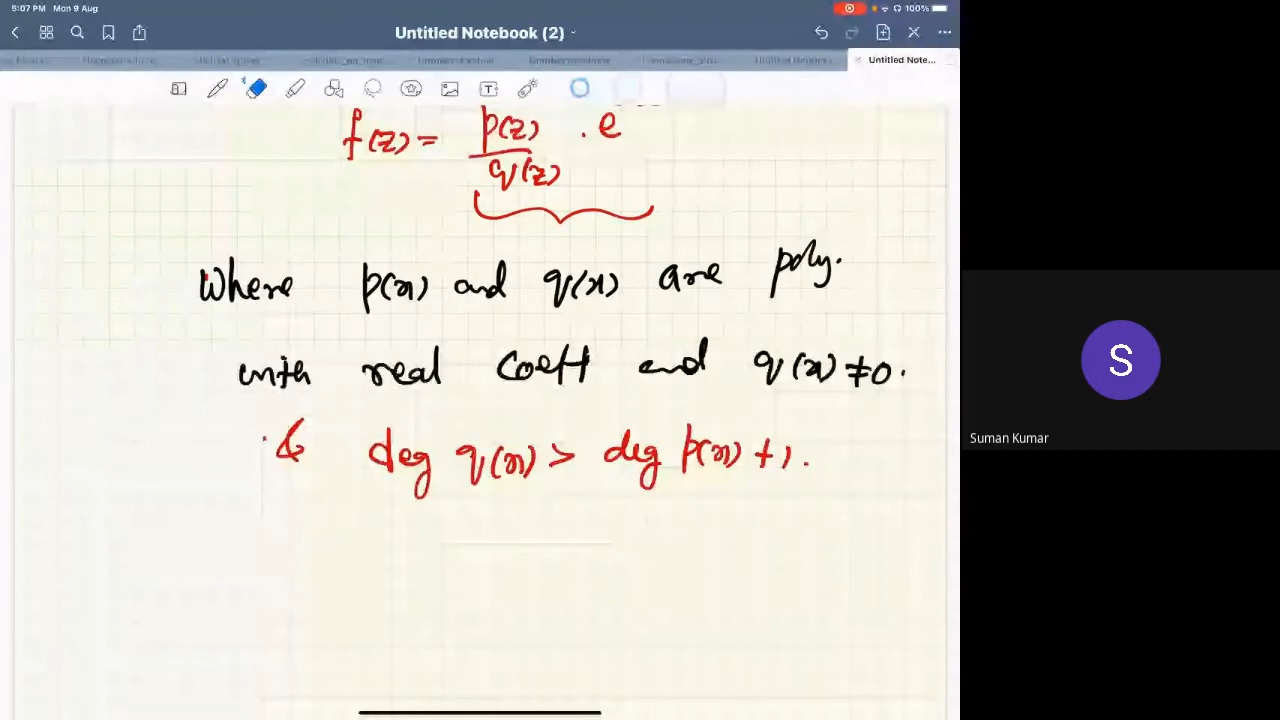 5:07 PM Mon 9 Aug
100%
Untitled Notebook (2)
Untitled Note...
f(z) = p(z) . e
q(z)
Where p(x) and q(x) are poly.
with real Coeff and q(x) ≠ 0.
& deg q(x) > deg p(x) + 1.
S
Suman Kumar